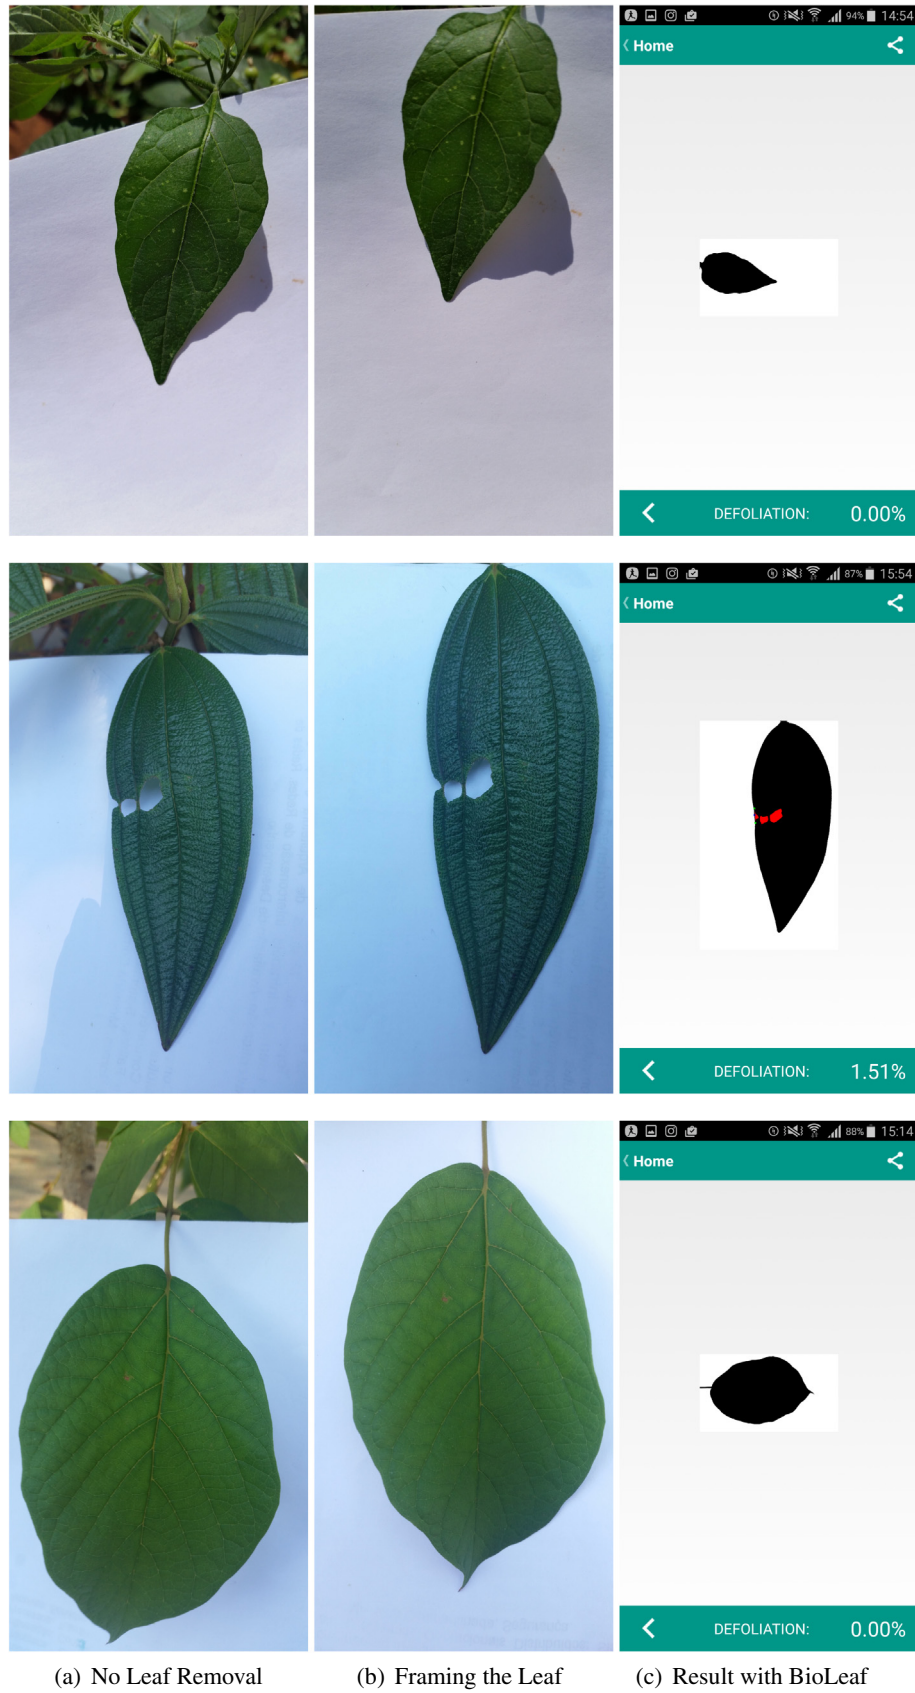 94% 14:54
Home
DEFOLIATION: 0.00%
87% 15:54
Home
DEFOLIATION: 1.51%
88% 15:14
Home
DEFOLIATION: 0.00%
(a) No Leaf Removal (b) Framing the Leaf (c) Result with BioLeaf